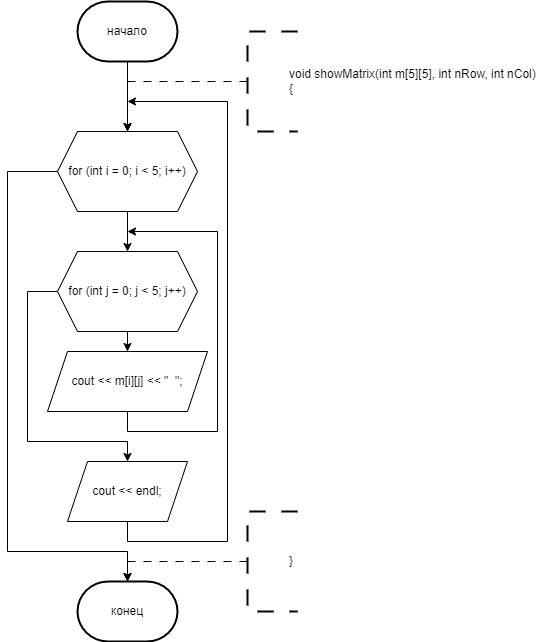 начало
void showMatrix(int m[5][5], int nRow, int nCol)
{
for (int i = 0; i < 5; i++)
for (int j = 0; j < 5; j++)
cout << m[i][j] << "  ";
cout << endl;
}
конец